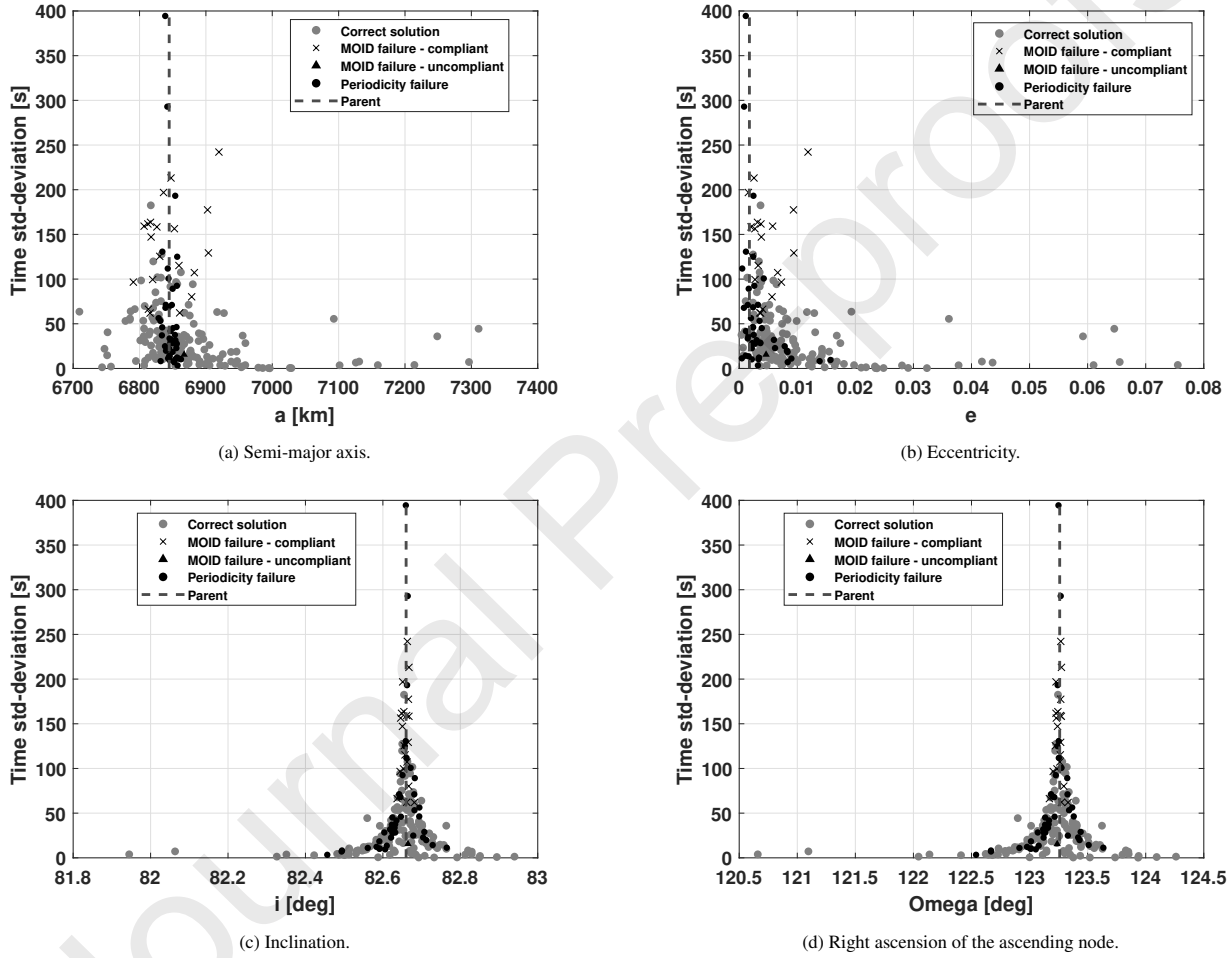 400
350
300
250
200
150
100
50
0
Time std-deviation [s]
Correct solution
MOID failure - compliant
MOID failure - uncompliant
Periodicity failure
Parent
6700 6800 6900 7000 7100 7200 7300 7400
a [km]
(a) Semi-major axis.
400
350
300
250
200
150
100
50
0
Time std-deviation [s]
Correct solution
MOID failure - compliant
MOID failure - uncompliant
Periodicity failure
Parent
0 0.01 0.02 0.03 0.04 0.05 0.06 0.07 0.08
e
(b) Eccentricity.
400
350
300
250
200
150
100
50
0
Time std-deviation [s]
Correct solution
MOID failure - compliant
MOID failure - uncompliant
Periodicity failure
Parent
81.8 82 82.2 82.4 82.6 82.8 83
i [deg]
(c) Inclination.
400
350
300
250
200
150
100
50
0
Time std-deviation [s]
Correct solution
MOID failure - compliant
MOID failure - uncompliant
Periodicity failure
Parent
120.5 121 121.5 122 122.5 123 123.5 124 124.5
Omega [deg]
(d) Right ascension of the ascending node.
Journal Pre-proofs